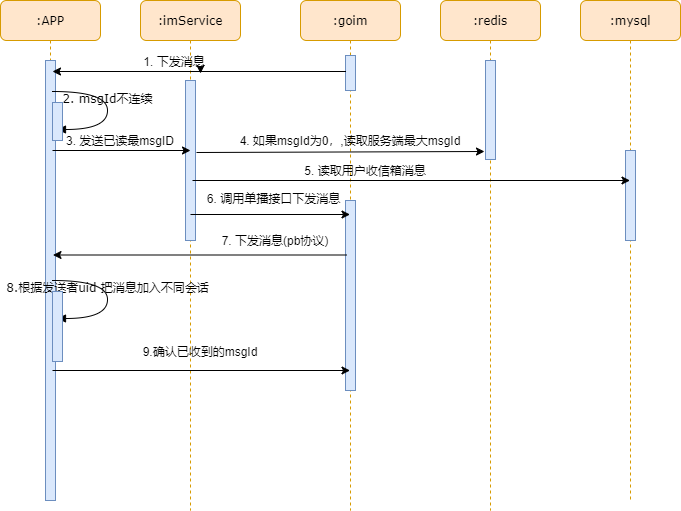 :APP
:imService
:goim
:redis
:mysql
1. 下发消息
2. msgId不连续
3. 发送已读最msgID
4. 如果msgId为0，,读取服务端最大msgId
5. 读取用户收信箱消息
6. 调用单播接口下发消息
7. 下发消息(pb协议)
8.根据发送者uid 把消息加入不同会话
9.确认已收到的msgId